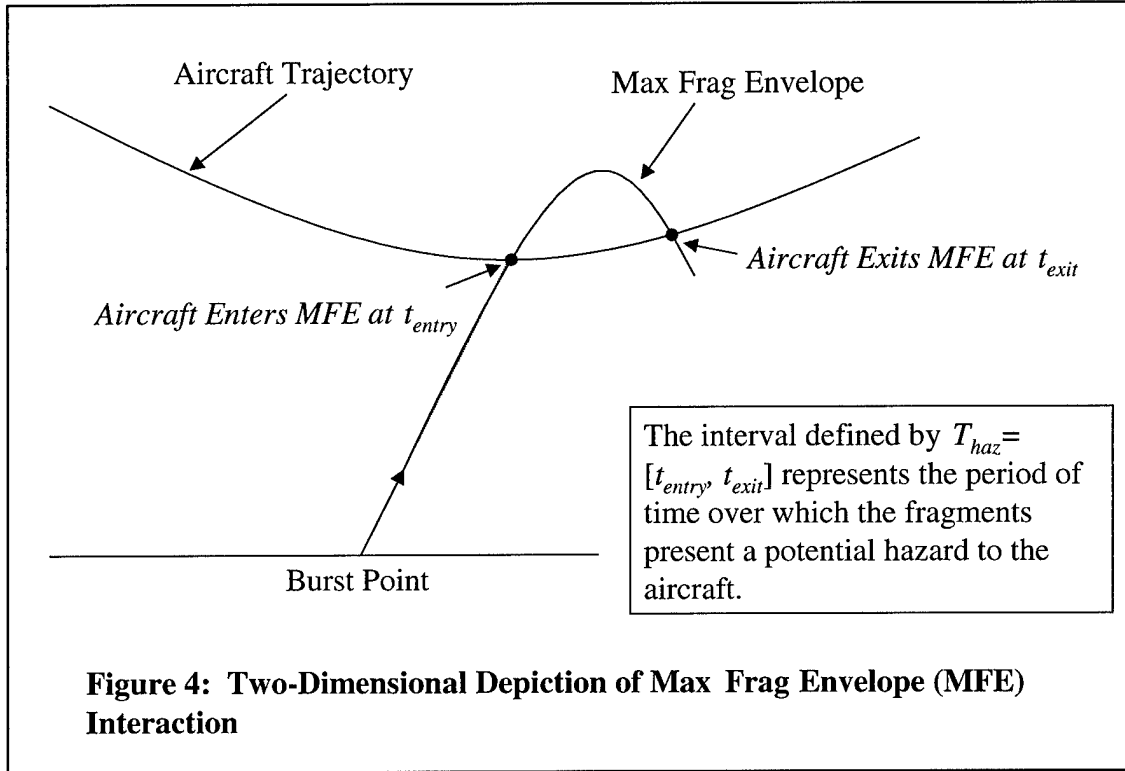 Aircraft Trajectory
Max Frag Envelope
Aircraft Exits MFE at t_exit
Aircraft Enters MFE at t_entry
The interval defined by T_haz=
[t_entry, t_exit] represents the period of
time over which the fragments
present a potential hazard to the
aircraft.
Burst Point
Figure 4: Two-Dimensional Depiction of Max Frag Envelope (MFE)
Interaction